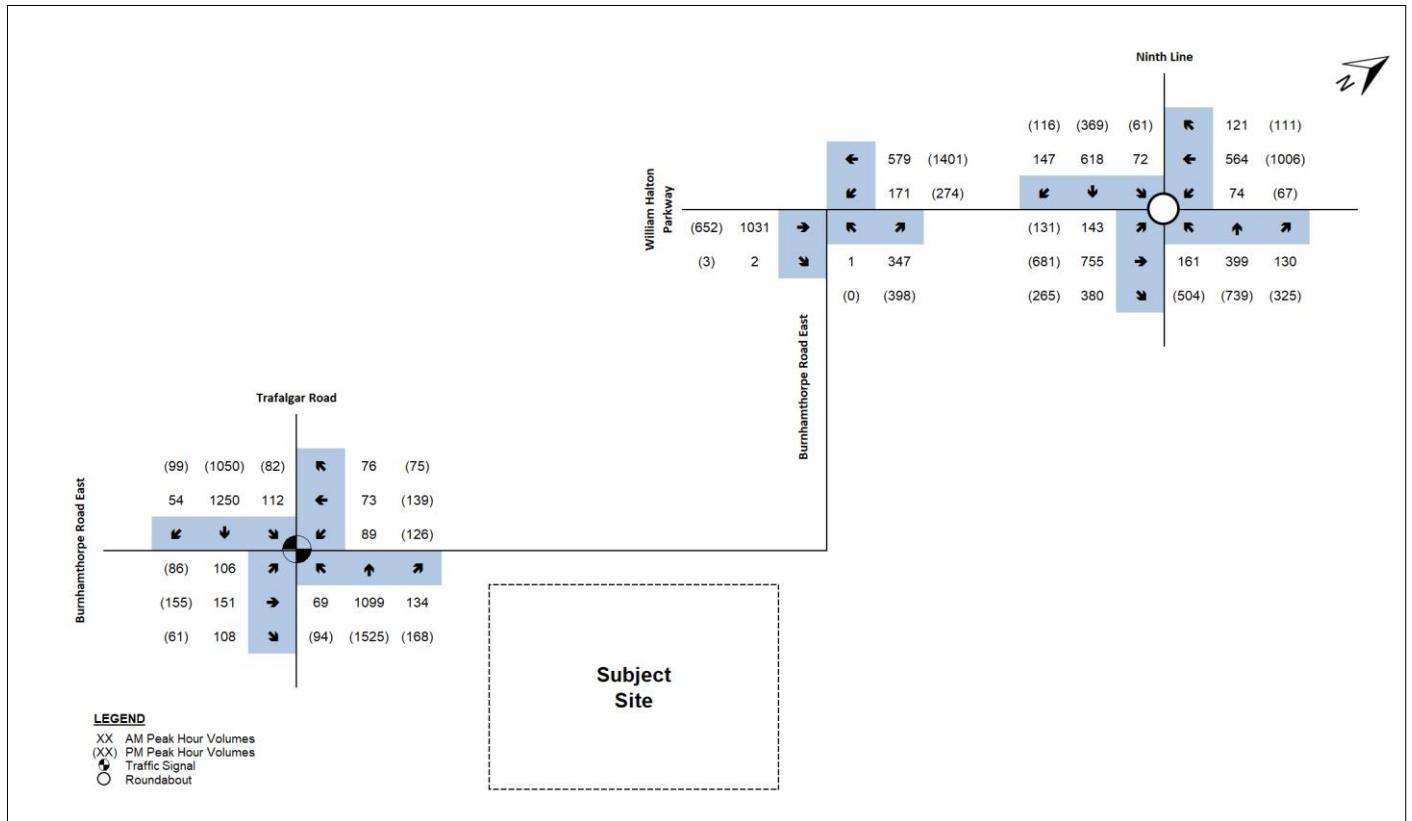 Ninth Line
N
(116) (369) (61) 121 (111)
147 618 72 564 (1006)
74 (67)
(131) 143
(681) 755 161 399 130
(265) 380 (504) (739) (325)
William Halton
Parkway
579 (1401)
171 (274)
(652) 1031
(3) 2 1 347
(0) (398)
Burnhamthorpe Road East
Trafalgar Road
Burnhamthorpe Road East
(99) (1050) (82) 76 (75)
54 1250 112 73 (139)
89 (126)
(86) 106
(155) 151 69 1099 134
(61) 108 (94) (1525) (168)
Subject
Site
LEGEND
XX AM Peak Hour Volumes
(XX) PM Peak Hour Volumes
Traffic Signal
Roundabout